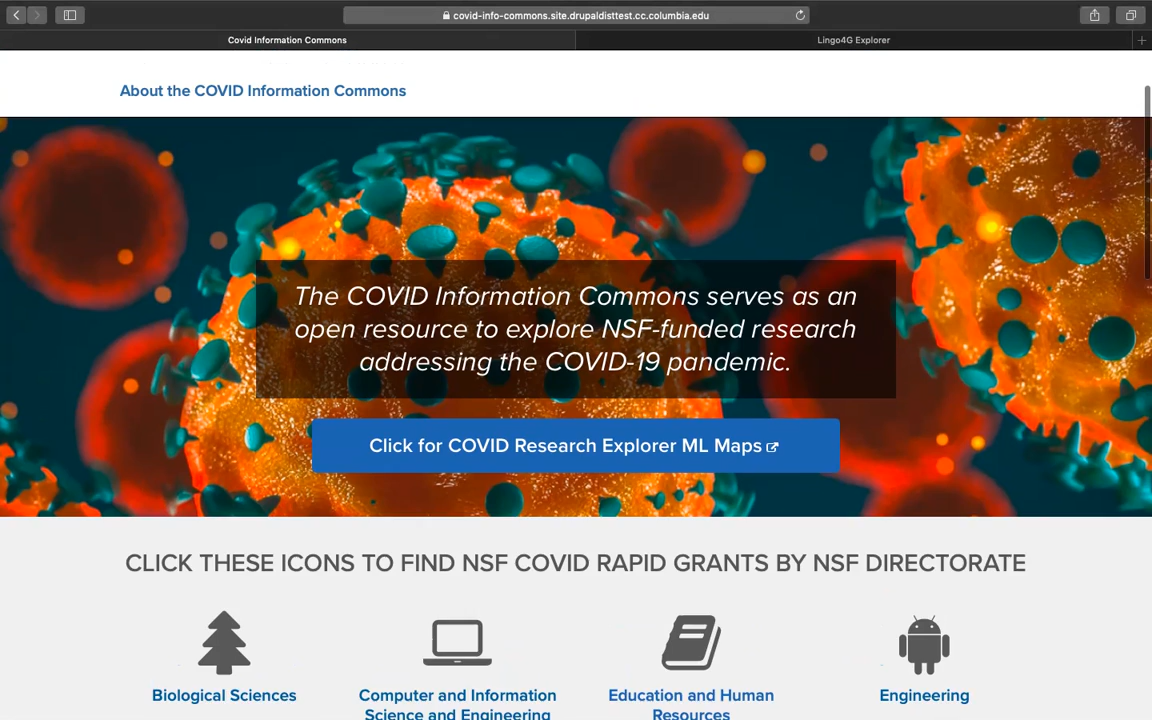 covid-info-commons.site.drupaldisttest.cc.columbia.edu
Covid Information Commons
Lingo4G Explorer
About the COVID Information Commons
The COVID Information Commons serves as an
open resource to explore NSF-funded research
addressing the COVID-19 pandemic.
Click for COVID Research Explorer ML Maps
CLICK THESE ICONS TO FIND NSF COVID RAPID GRANTS BY NSF DIRECTORATE
Biological Sciences
Computer and Information
Science and Engineering
Education and Human
Resources
Engineering